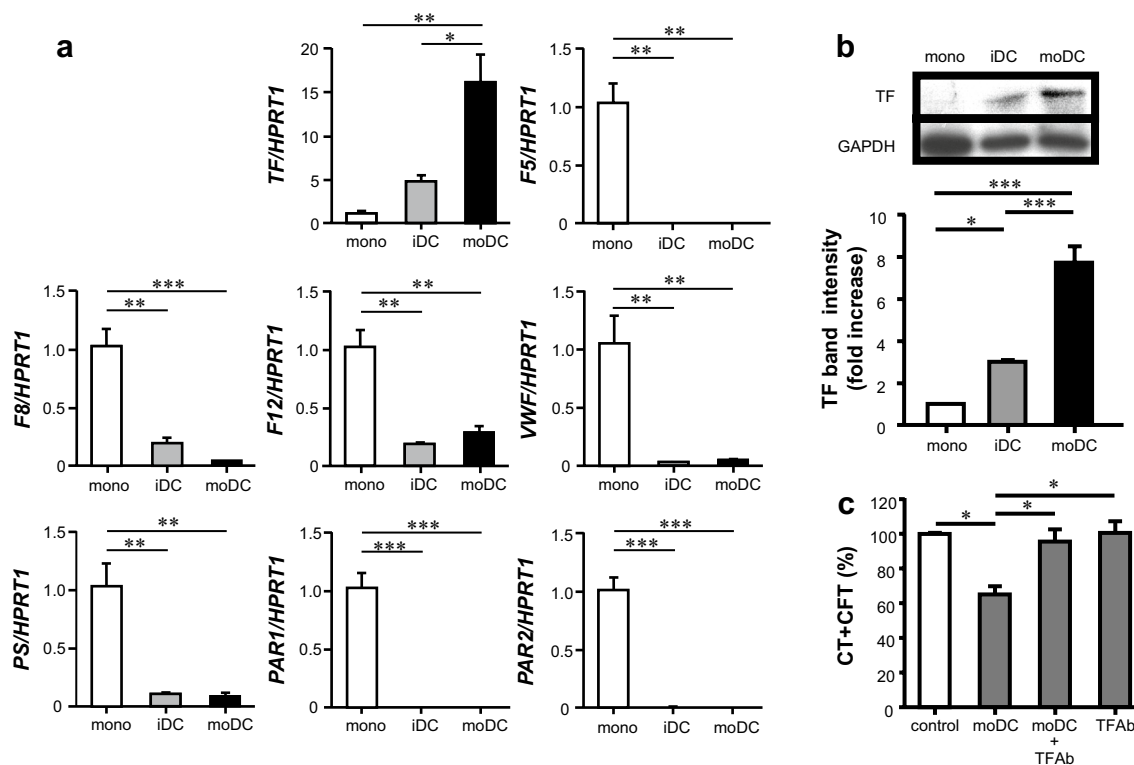 a
**
*
TF/HPRT1
20
15
10
5
0
mono iDC moDC
**
**
F5/HPRT1
1.5
1.0
0.5
0
mono iDC moDC
***
**
F8/HPRT1
1.5
1.0
0.5
0
mono iDC moDC
**
**
F12/HPRT1
1.5
1.0
0.5
0
mono iDC moDC
**
**
VWF/HPRT1
1.5
1.0
0.5
0
mono iDC moDC
**
**
PS/HPRT1
1.5
1.0
0.5
0
mono iDC moDC
***
***
PAR1/HPRT1
1.5
1.0
0.5
0
mono iDC moDC
***
***
PAR2/HPRT1
1.5
1.0
0.5
0
mono iDC moDC
b
mono iDC moDC
TF
GAPDH
***
* ***
TF band intensity
(fold increase)
10
8
6
4
2
0
mono iDC moDC
c
*
* *
CT+CFT (%)
120
100
80
60
40
20
0
control moDC moDC TFAb
+
TFAb